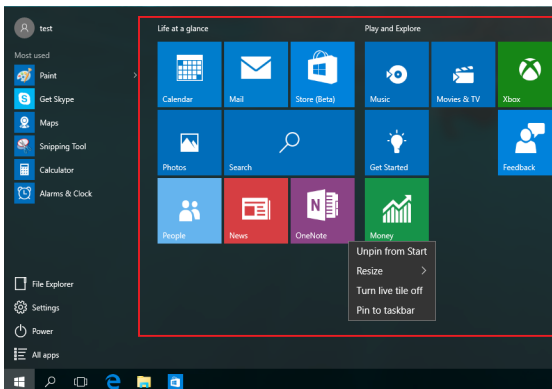 test
Most used
Paint
Get Skype
Maps
Snipping Tool
Calculator
Alarms & Clock
File Explorer
Settings
Power
All apps
Life at a glance
Play and Explore
Calendar
Mail
Store (Beta)
Music
Movies & TV
Xbox
Photos
Search
Get Started
Feedback
People
News
OneNote
Money
Unpin from Start
Resize
Turn live tile off
Pin to taskbar